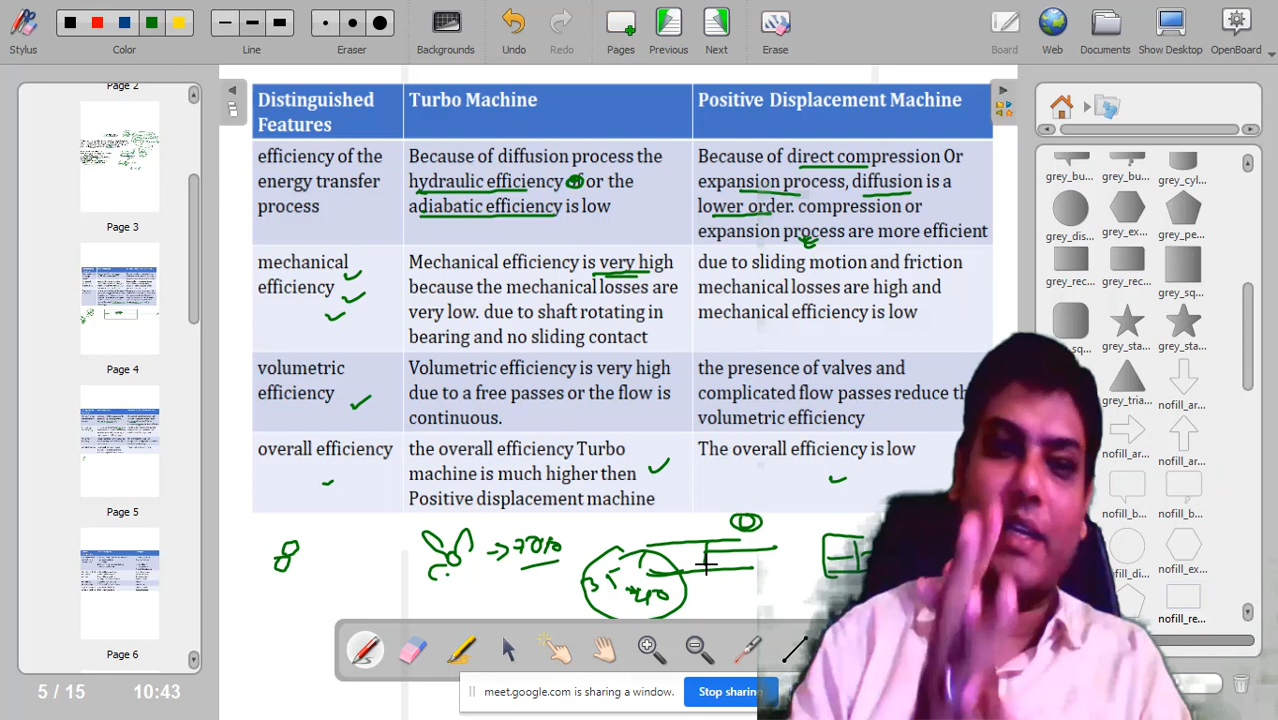 Stylus
Color
Line
Eraser
Backgrounds
Undo
Redo
Pages
Previous
Next
Erase
Board
Web
Documents
Show Desktop
OpenBoard
Page 2
Page 3
Page 4
Page 5
Page 6
Distinguished
Features
Turbo Machine
Positive Displacement Machine
efficiency of the
energy transfer
process
Because of diffusion process the
hydraulic efficiency or the
adiabatic efficiency is low
Because of direct compression Or
expansion process, diffusion is a
lower order. compression or
expansion process are more efficient
mechanical
efficiency
Mechanical efficiency is very high
because the mechanical losses are
very low. due to shaft rotating in
bearing and no sliding contact
due to sliding motion and friction
mechanical losses are high and
mechanical efficiency is low
volumetric
efficiency
Volumetric efficiency is very high
due to a free passes or the flow is
continuous.
the presence of valves and
complicated flow passes reduce th
volumetric efficiency
overall efficiency
the overall efficiency Turbo
machine is much higher then
Positive displacement machine
The overall efficiency is low
grey_bu...
grey_bu...
grey_cyl...
grey_dis...
grey_ex...
grey_pe...
grey_rec...
grey_rec...
grey_sq...
grey_sta...
grey_sta...
grey_tria...
nofill_ar...
nofill_ar...
nofill_b...
nofill_di...
nofill_ex...
nofill_re...
5 / 15 10:43
meet.google.com is sharing a window.
Stop sharing